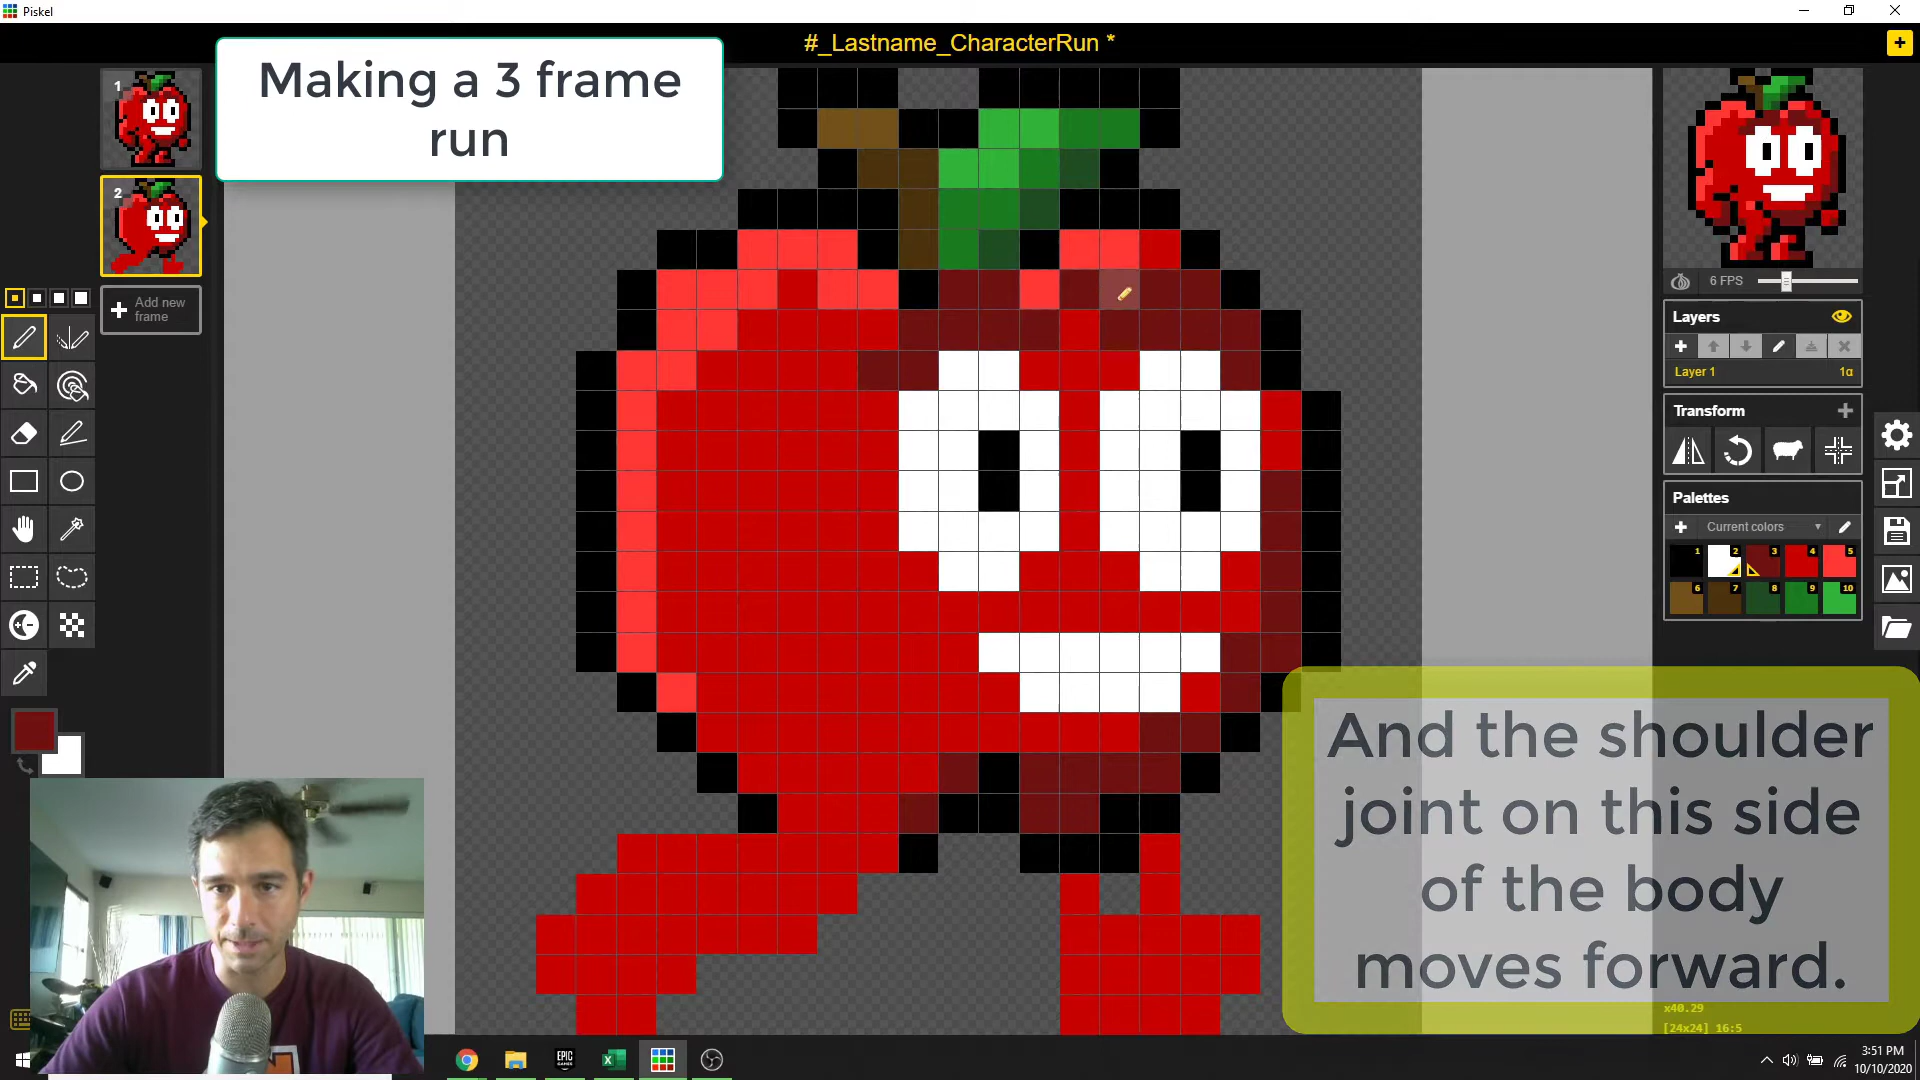 Piskel
#_Lastname_CharacterRun *
+
Making a 3 frame
run
1
2
Add new
frame
6 FPS
Layers
Layer 1
1α
Transform
Palettes
Current colors
1
2
3
4
5
6
7
8
9
10
And the shoulder
joint on this side
of the body
moves forward.
x40.29
[24x24] 16:5
EPIC
GAMES
3:51 PM
10/10/2020